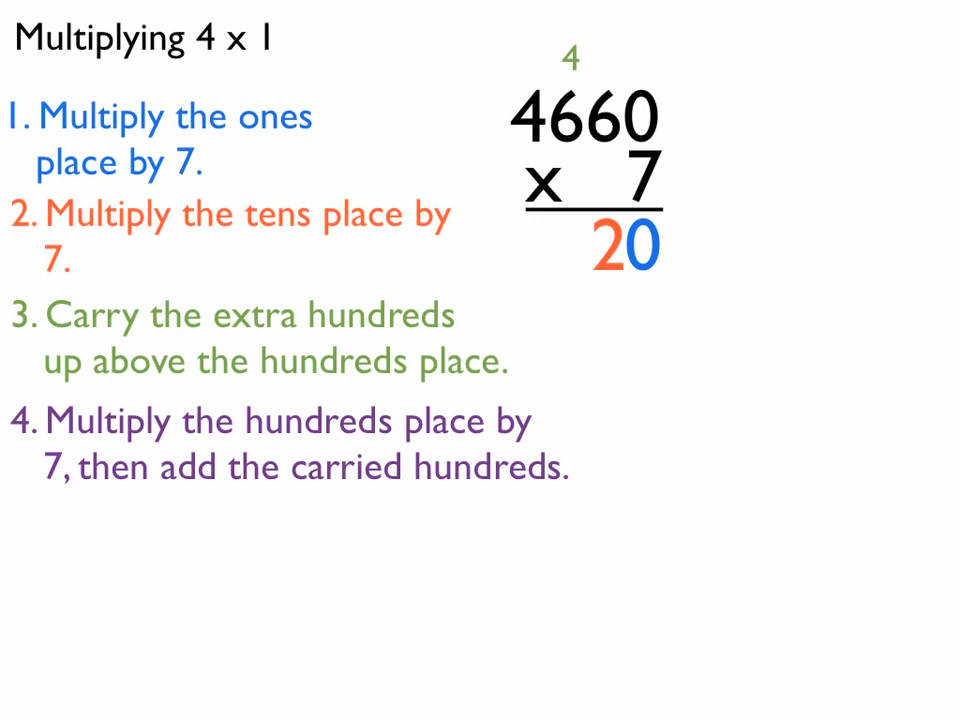 Multiplying 4 x 1
1. Multiply the ones
place by 7.
2. Multiply the tens place by
7.
3. Carry the extra hundreds
up above the hundreds place.
4. Multiply the hundreds place by
7, then add the carried hundreds.
4
4660
x 7
20